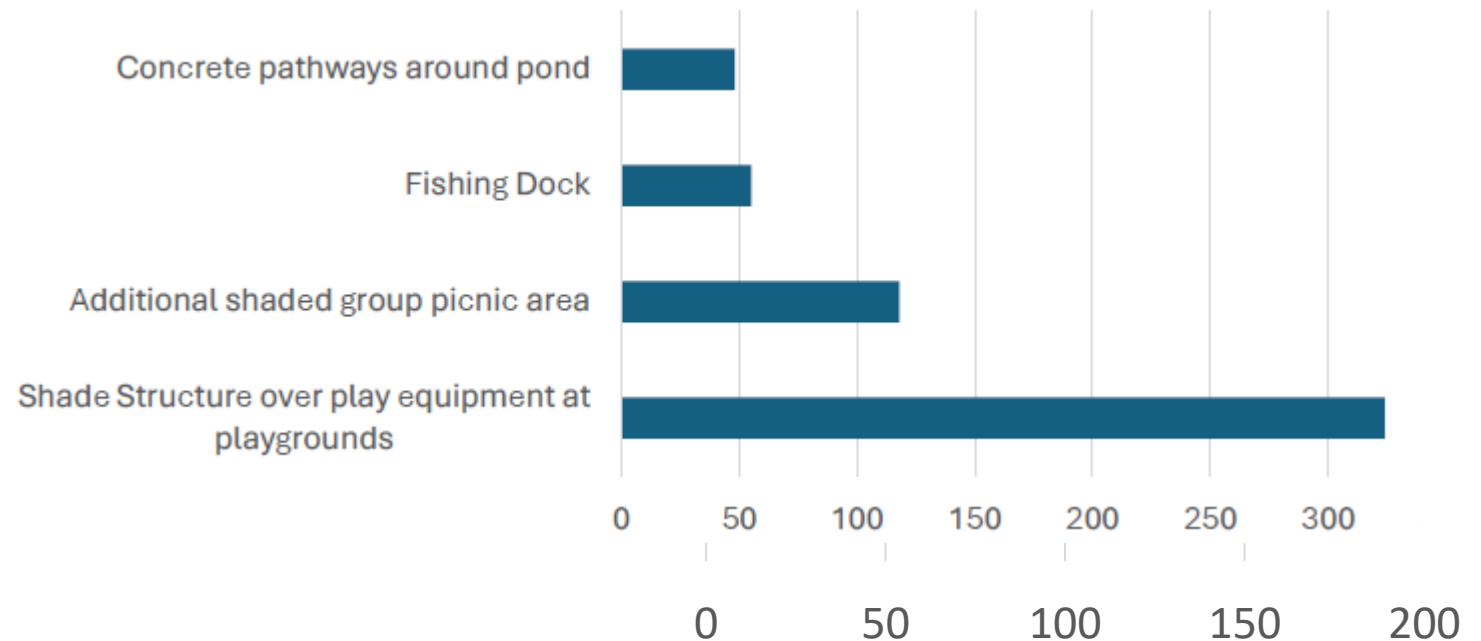 Concrete pathways around pond
Fishing Dock
Additional shaded group picnic area
Shade Structure over play equipment at
playgrounds
0 50 100 150 200 250 300
0 50 100 150 200